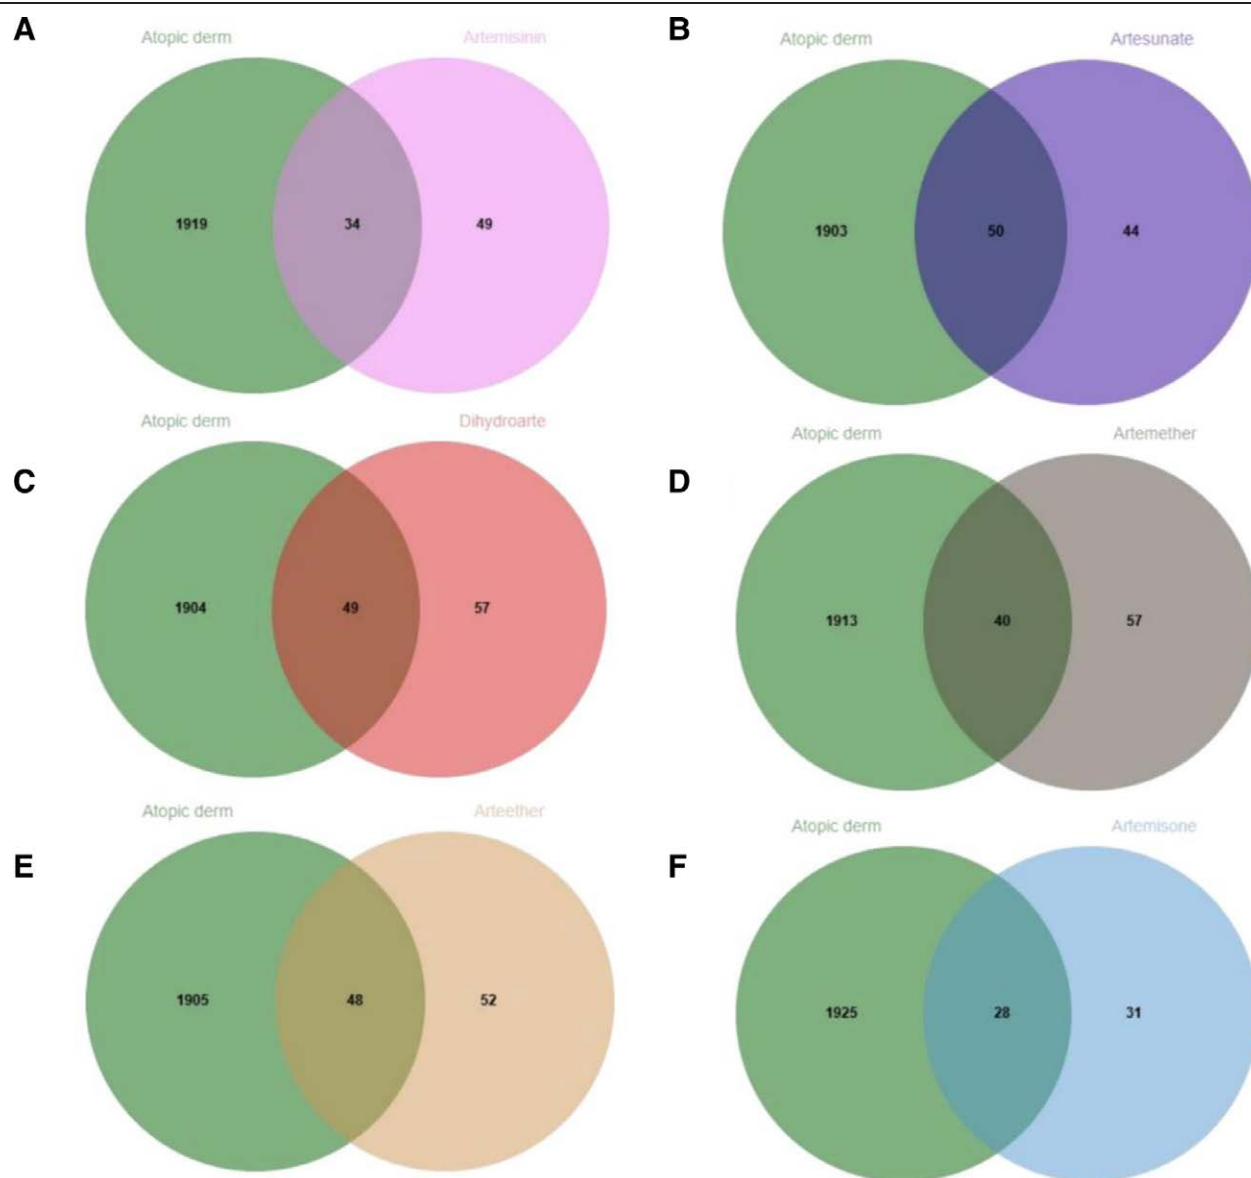 A
Atopic derm Artemisinin
1919 34 49
B
Atopic derm Artesunate
1903 50 44
C
Atopic derm Dihydroarte
1904 49 57
D
Atopic derm Artemether
1913 40 57
E
Atopic derm Arteether
1905 48 52
F
Atopic derm Artemisone
1925 28 31